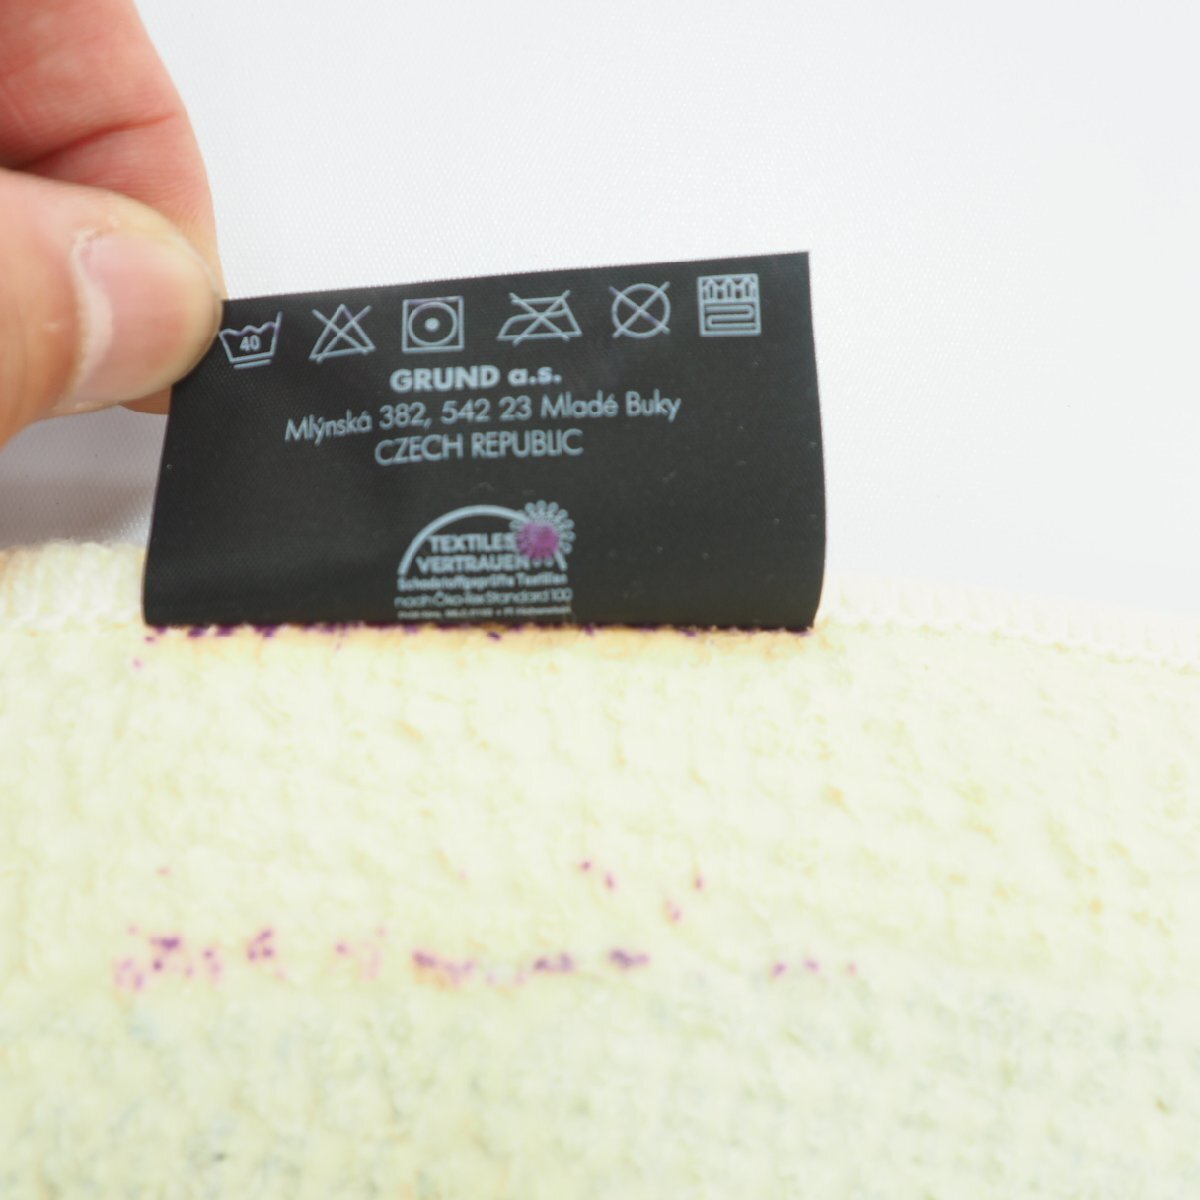 40
GRUND a.s.
Mlýnská 382, 542 23 Mladé Buky
CZECH REPUBLIC
TEXTILES
VERTRAUEN
Schadstoffgeprüfte Textilien
nach Öko-Tex Standard 100